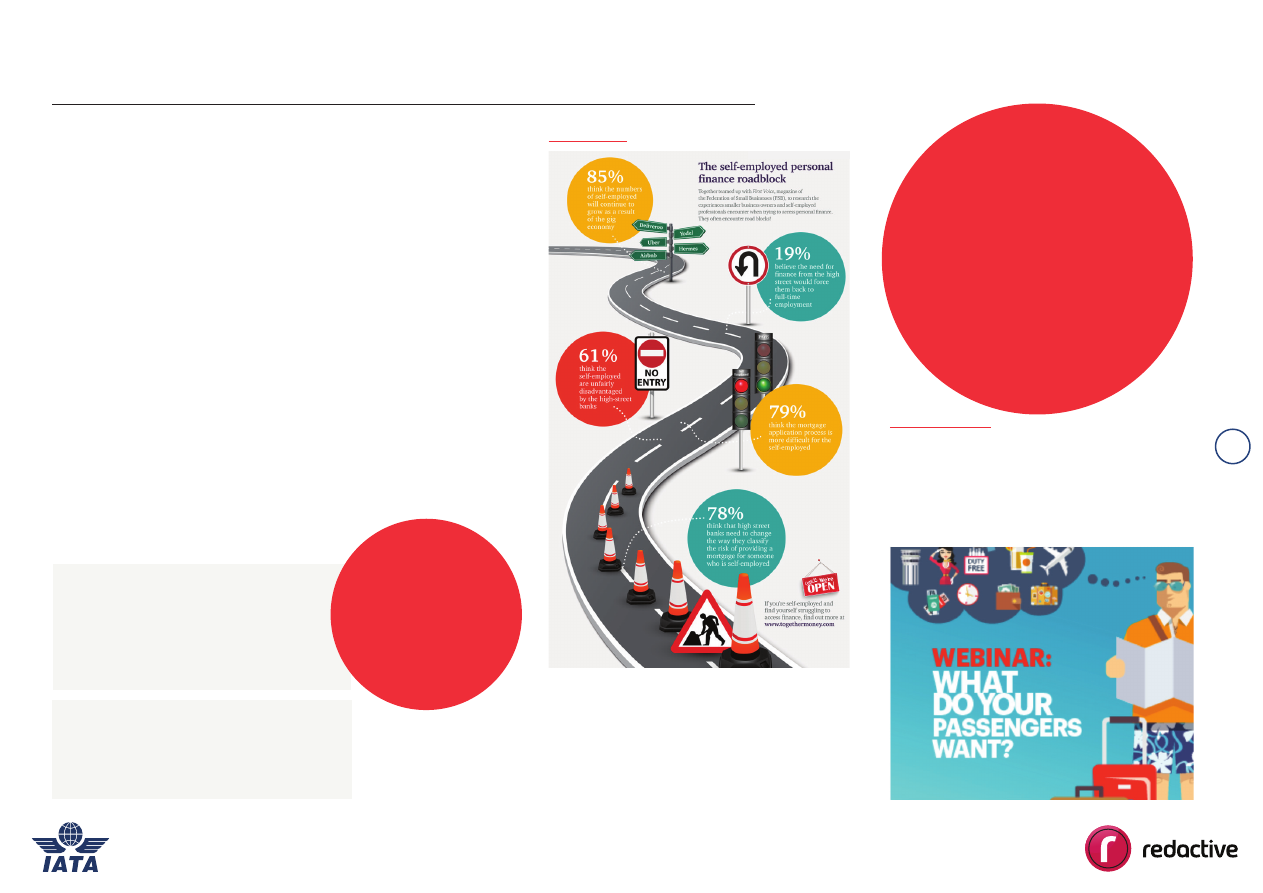 The self-employed personal
finance roadblock
Together teamed up with First Voice, magazine of
the Federation of Small Businesses (FSB), to research the
experiences smaller business owners and self-employed
professionals encounter when trying to access personal finance.
They often encounter road blocks!
85%
think the numbers
of self-employed
will continue to
grow as a result
of the gig
economy
Deliveroo
Yodel
Uber
Hermes
Airbnb
19%
believe the need for
finance from the high
street would force
them back to
full-time
employment
61%
think the
self-employed
are unfairly
disadvantaged
by the high-street
banks
NO
ENTRY
79%
think the mortgage
application process is
more difficult for the
self-employed
78%
think that high street
banks need to change
the way they classify
the risk of providing a
mortgage for someone
who is self-employed
We're
OPEN
If you're self-employed and
find yourself struggling to
access finance, find out more at
www.togethermoney.com
DUTY
FREE
WEBINAR:
WHAT
DO YOUR
PASSENGERS
WANT?
IATA
r redactive